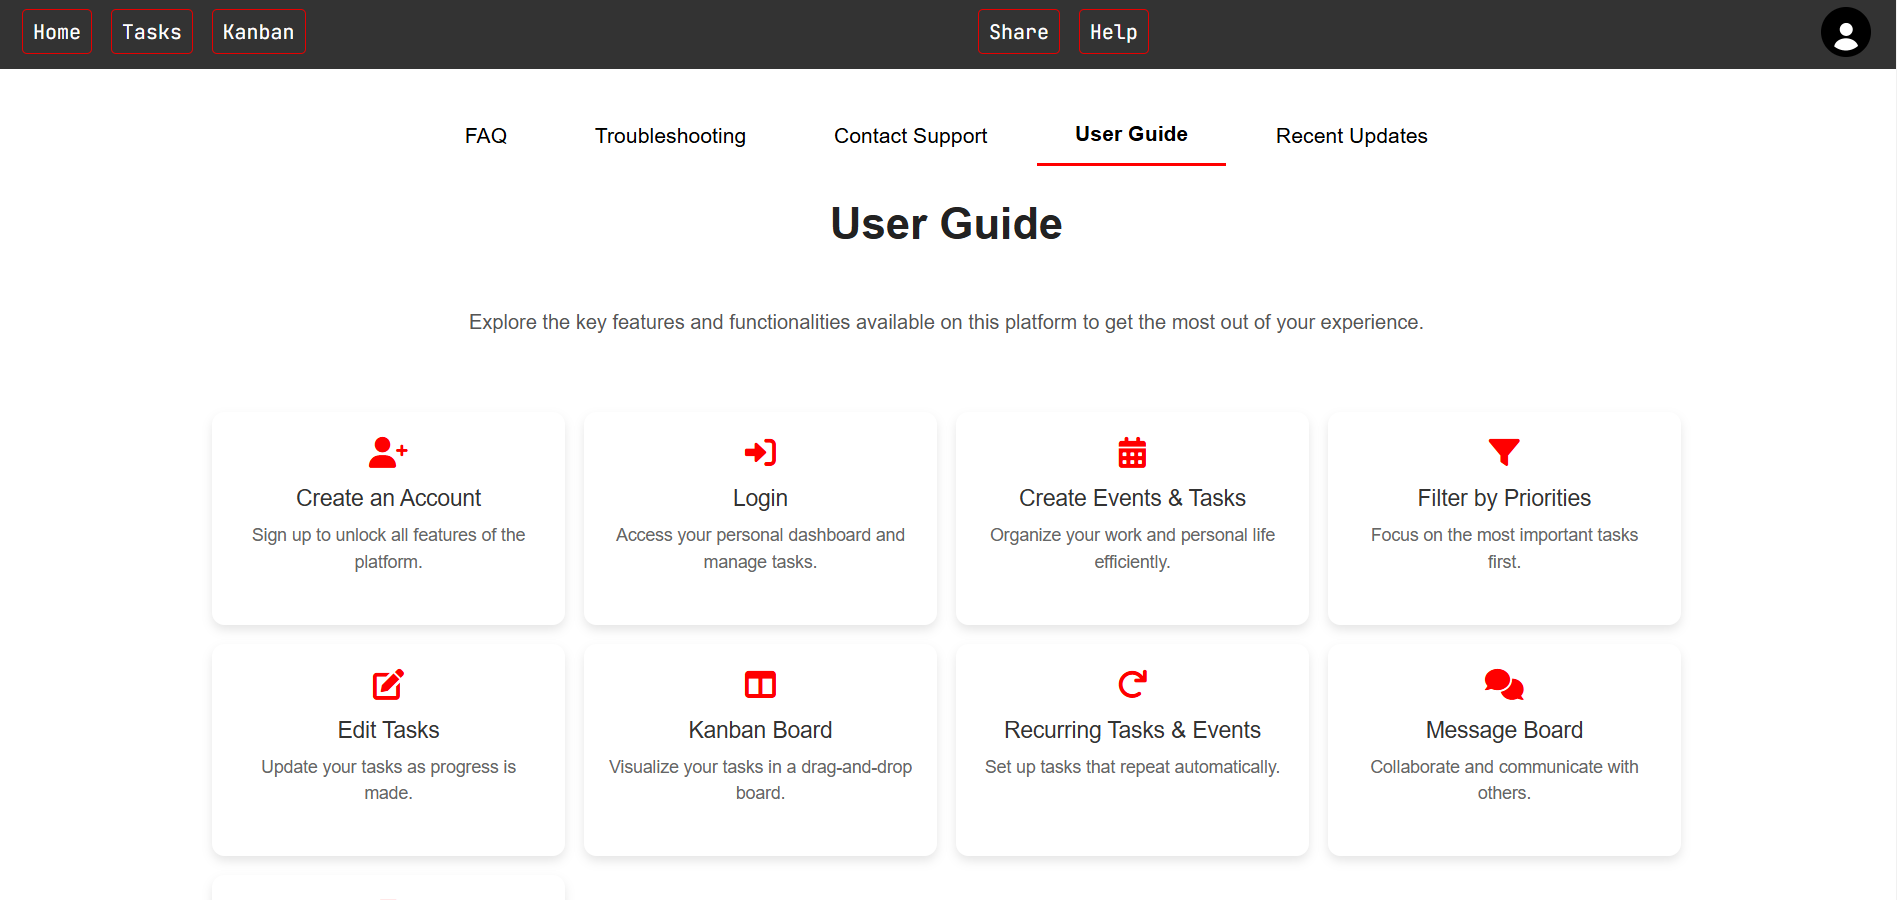 Home Tasks Kanban Share Help
FAQ Troubleshooting Contact Support User Guide Recent Updates
User Guide
Explore the key features and functionalities available on this platform to get the most out of your experience.
Create an Account
Sign up to unlock all features of the
platform.
Login
Access your personal dashboard and
manage tasks.
Create Events & Tasks
Organize your work and personal life
efficiently.
Filter by Priorities
Focus on the most important tasks
first.
Edit Tasks
Update your tasks as progress is
made.
Kanban Board
Visualize your tasks in a drag-and-drop
board.
Recurring Tasks & Events
Set up tasks that repeat automatically.
Message Board
Collaborate and communicate with
others.